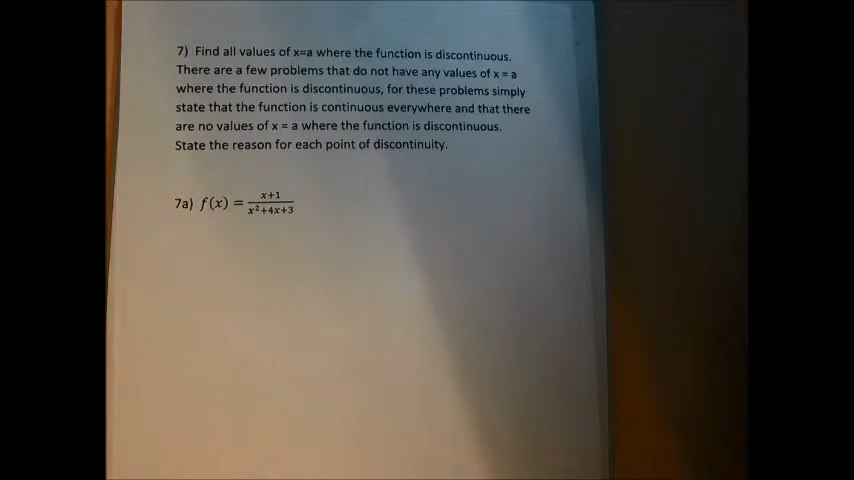 7) Find all values of x=a where the function is discontinuous.
There are a few problems that do not have any values of x = a
where the function is discontinuous, for these problems simply
state that the function is continuous everywhere and that there
are no values of x = a where the function is discontinuous.
State the reason for each point of discontinuity.
7a) f(x) = x+1 / x²+4x+3